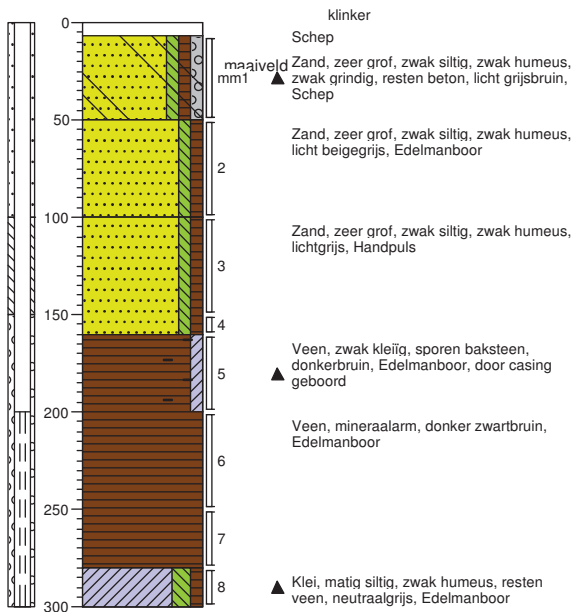 klinker
0
Schep
maaiveld
mm1
Zand, zeer grof, zwak siltig, zwak humeus,
zwak grindig, resten beton, licht grijsbruin,
Schep
50
2
Zand, zeer grof, zwak siltig, zwak humeus,
licht beigegrijs, Edelmanboor
100
3
Zand, zeer grof, zwak siltig, zwak humeus,
lichtgrijs, Handpuls
150
4
5
Veen, zwak kleiïg, sporen baksteen,
donkerbruin, Edelmanboor, door casing
geboord
200
6
Veen, mineraalarm, donker zwartbruin,
Edelmanboor
250
7
8
Klei, matig siltig, zwak humeus, resten
veen, neutraalgrijs, Edelmanboor
300